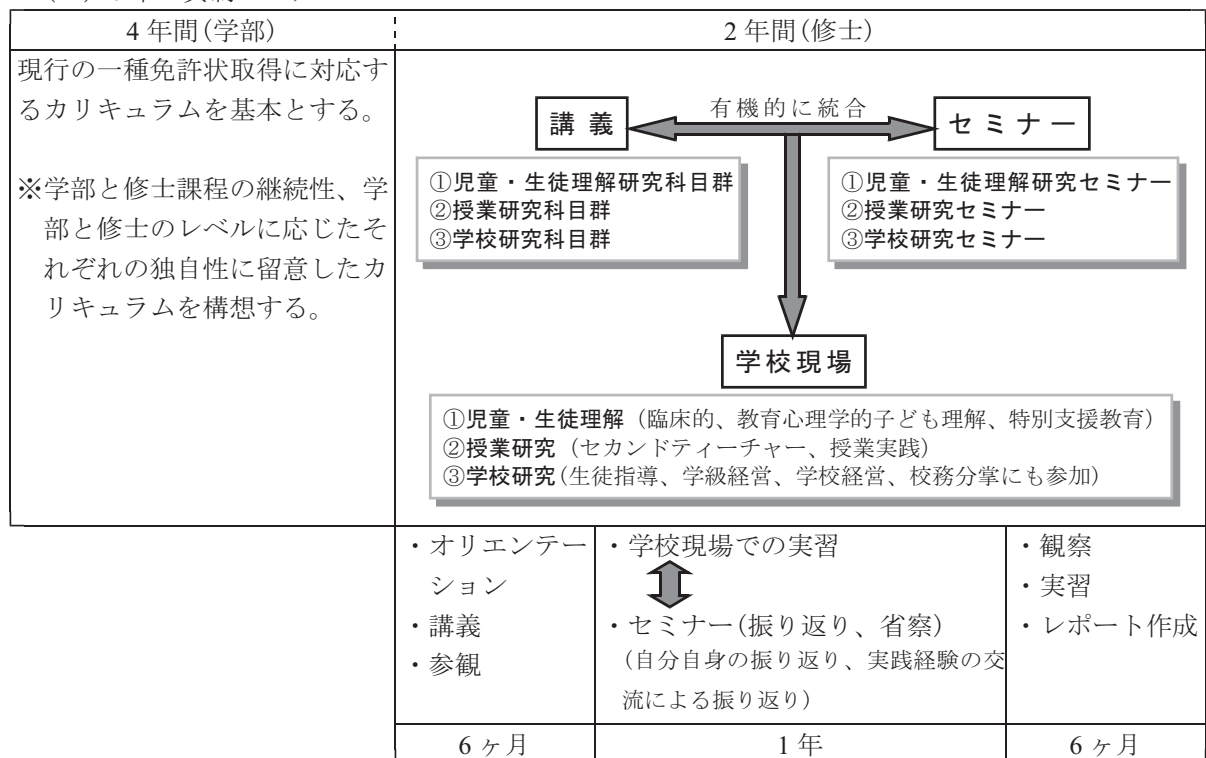 4年間(学部)
2年間(修士)
現行の一種免許状取得に対応す
るカリキュラムを基本とする。
※学部と修士課程の継続性、学
部と修士のレベルに応じたそ
れぞれの独自性に留意したカ
リキュラムを構想する。
有機的に統合
講 義
セミナー
①児童・生徒理解研究科目群
②授業研究科目群
③学校研究科目群
①児童・生徒理解研究セミナー
②授業研究セミナー
③学校研究セミナー
学校現場
①児童・生徒理解(臨床的、教育心理学的子ども理解、特別支援教育)
②授業研究(セカンドティーチャー、授業実践)
③学校研究(生徒指導、学級経営、学校経営、校務分掌にも参加)
・オリエンテー
ション
・講義
・参観
・学校現場での実習
・セミナー(振り返り、省察)
(自分自身の振り返り、実践経験の交
流による振り返り)
・観察
・実習
・レポート作成
6ヶ月
1年
6ヶ月